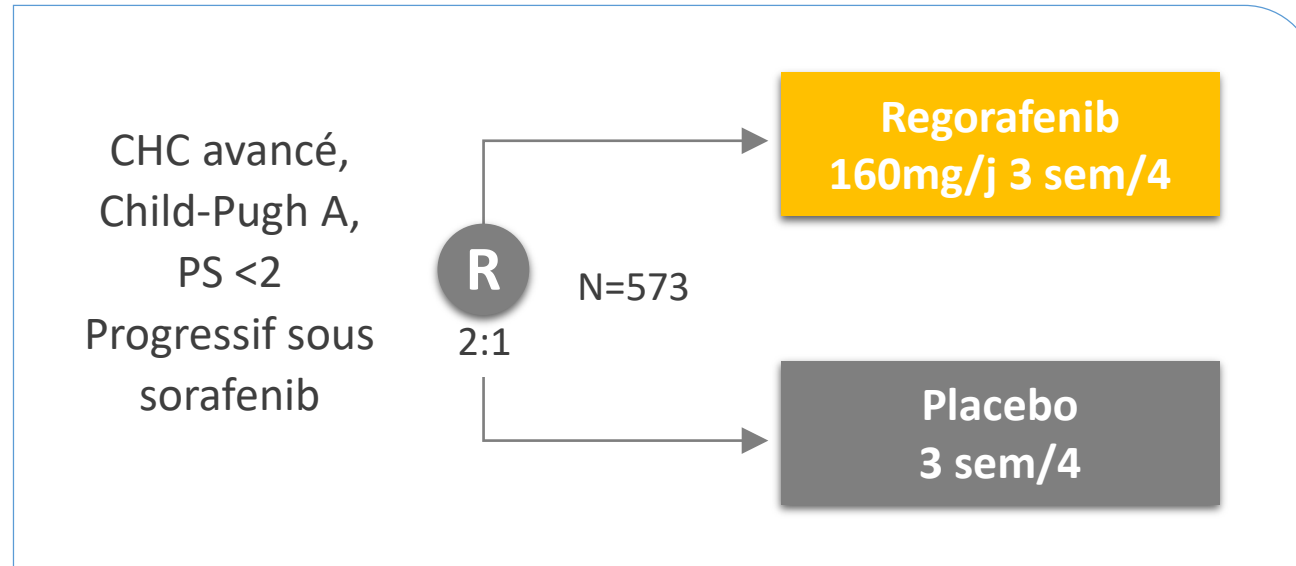 CHC avancé,
Child-Pugh A,
PS <2
Progressif sous
sorafenib
R
2:1
N=573
Regorafenib
160mg/j 3 sem/4
Placebo
3 sem/4